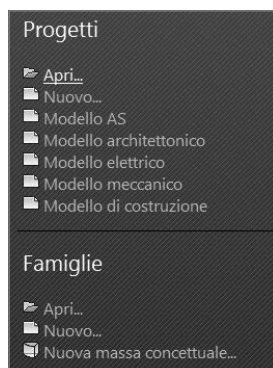 Progetti
Apri...
Nuovo...
Modello AS
Modello architettonico
Modello elettrico
Modello meccanico
Modello di costruzione
Famiglie
Apri...
Nuovo...
Nuova massa concettuale...